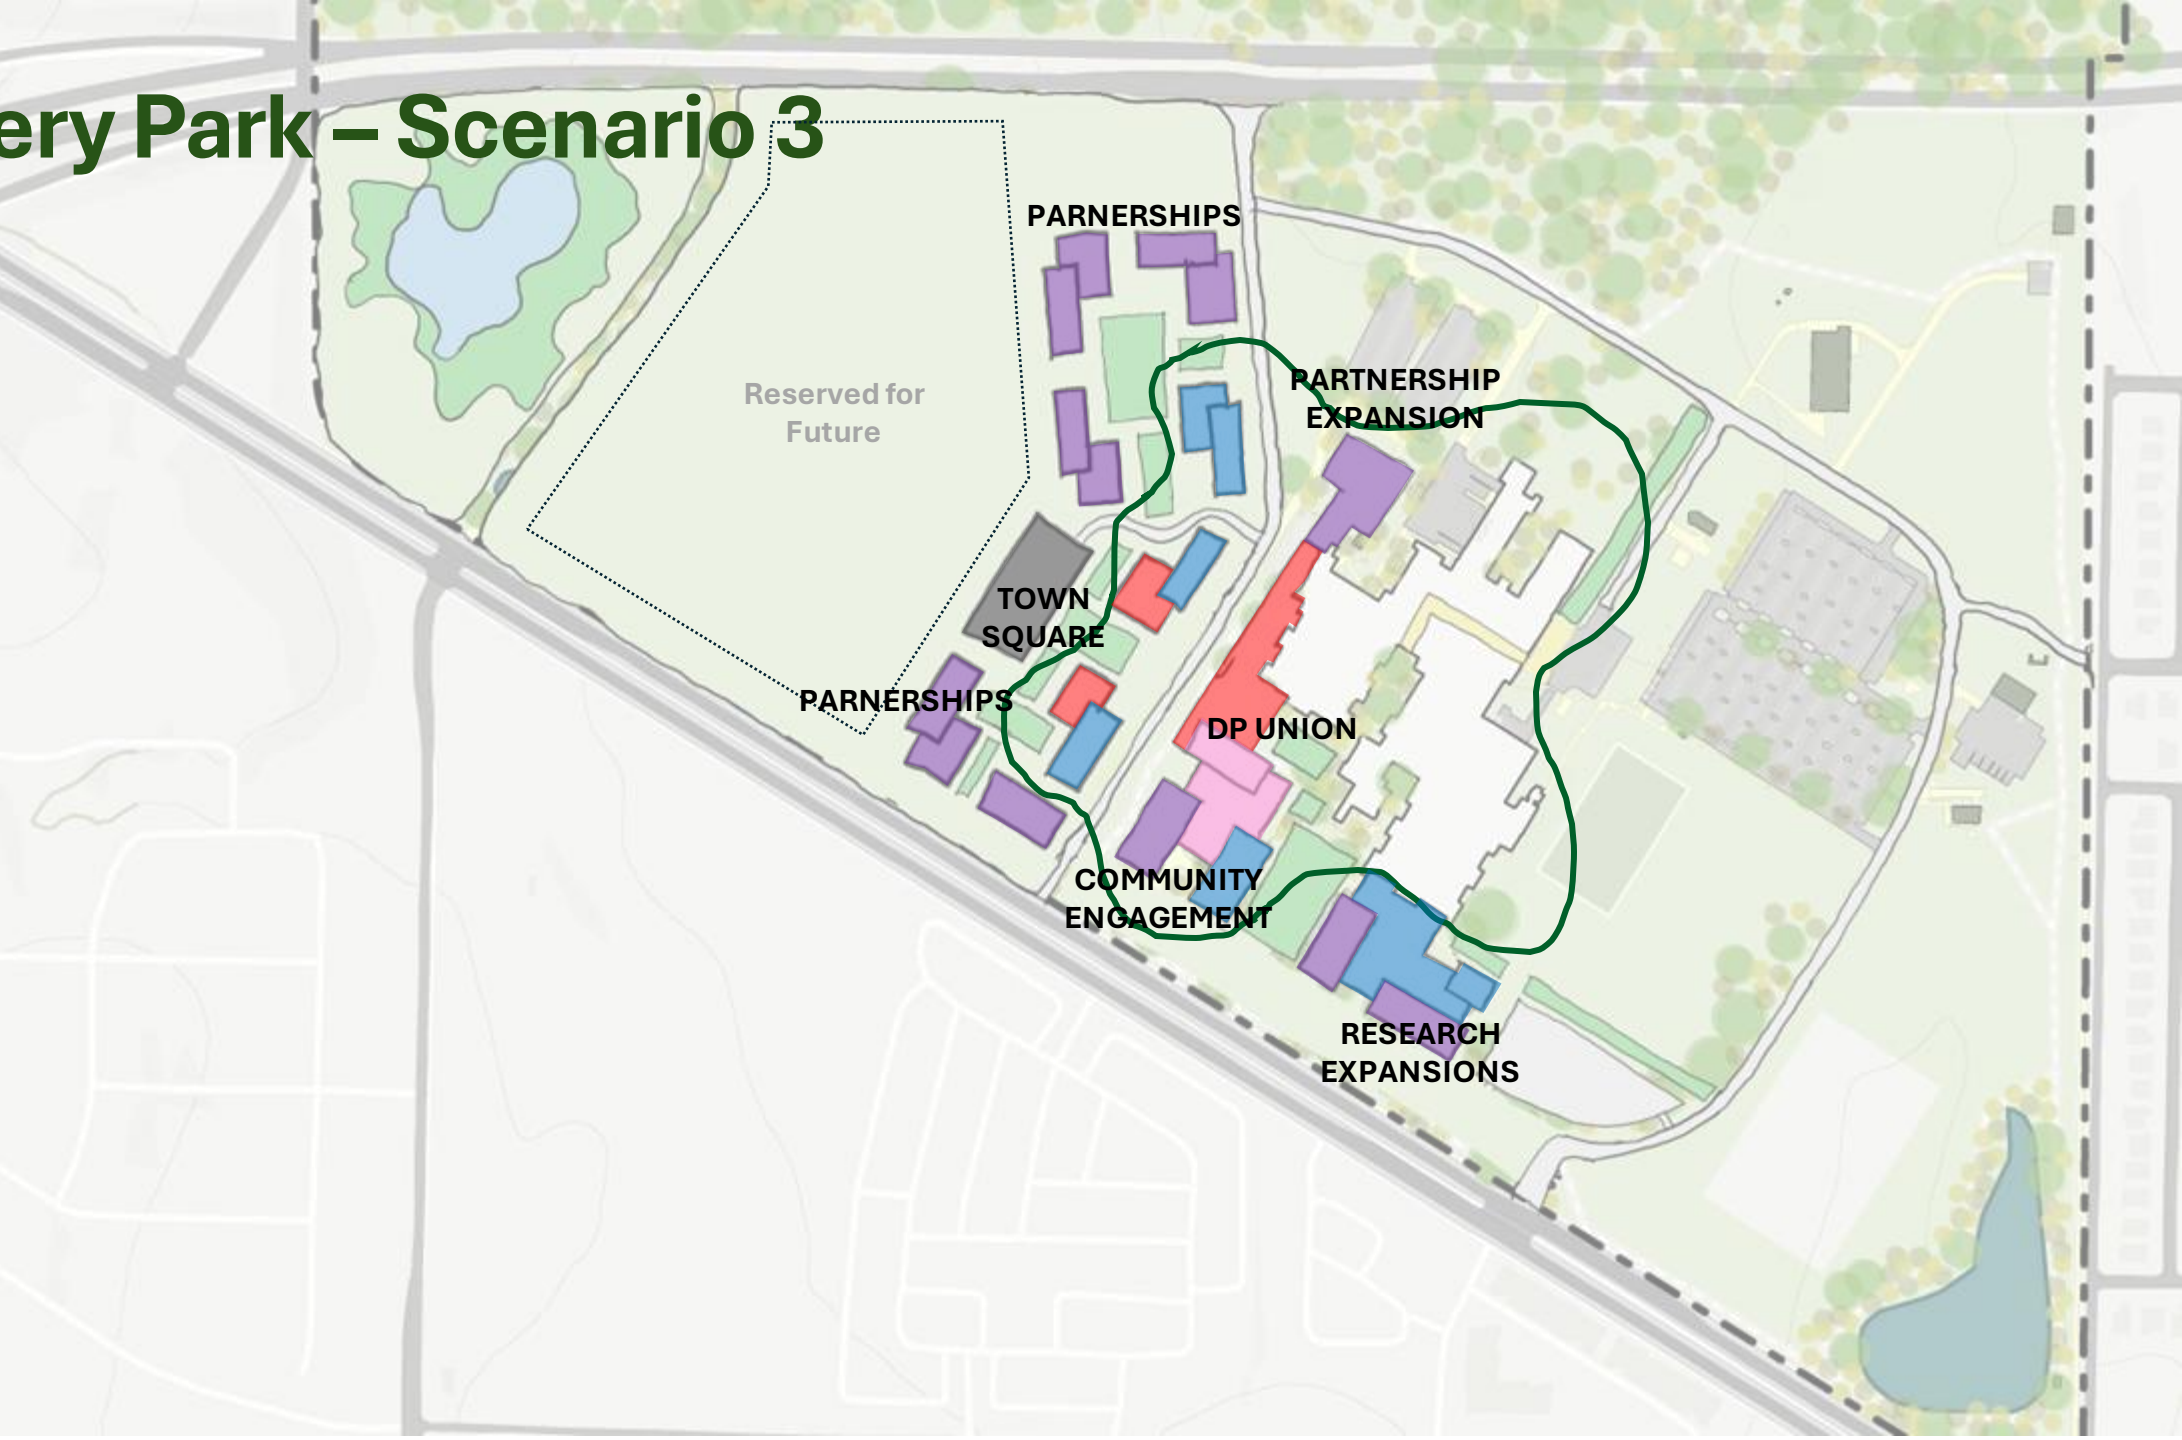 ery Park – Scenario 3
PARNERSHIPS
PARTNERSHIP
EXPANSION
Reserved for
Future
TOWN
SQUARE
PARNERSHIPS
DP UNION
COMMUNITY
ENGAGEMENT
RESEARCH
EXPANSIONS